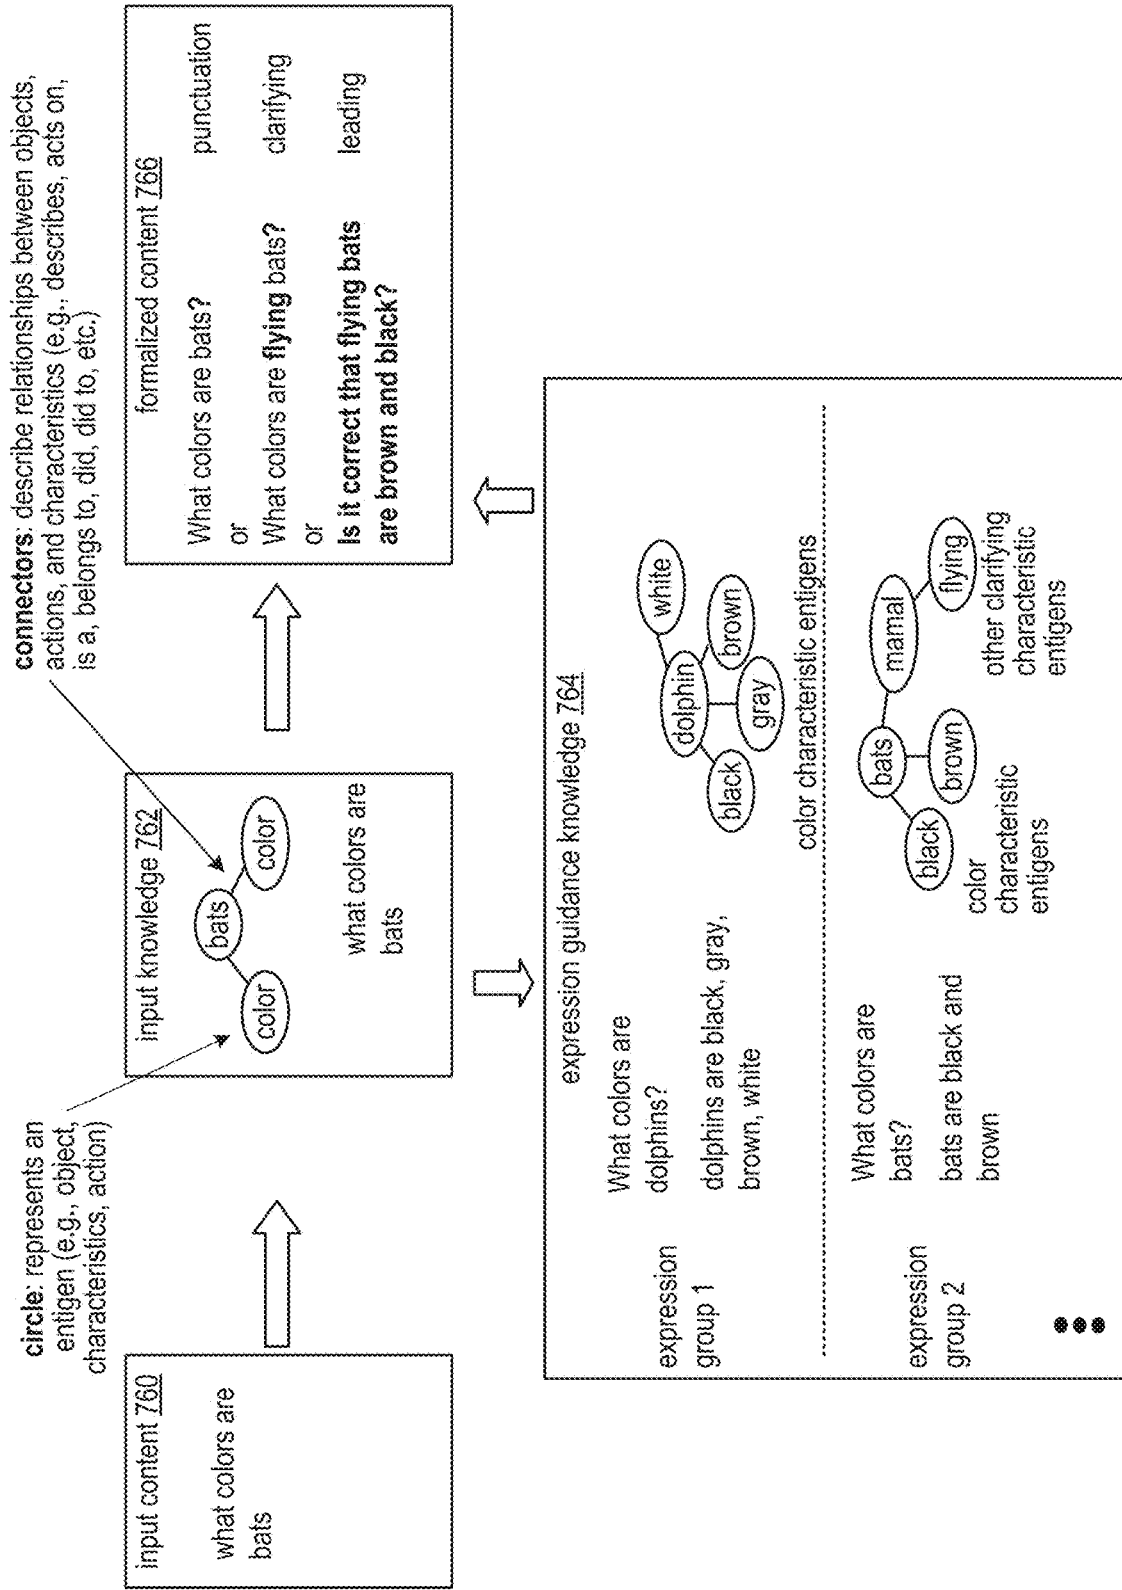 circle: represents an
entigen (e.g., object,
characteristics, action)
connectors: describe relationships between objects,
actions, and characteristics (e.g., describes, acts on,
is a, belongs to, did, did to, etc.)
input content 760
what colors are
bats
input knowledge 762
bats
color
color
what colors are
bats
formalized content 766
What colors are bats?
punctuation
or
What colors are flying bats?
clarifying
or
Is it correct that flying bats
leading
are brown and black?
expression guidance knowledge 764
expression
group 1
What colors are
dolphins?
dolphins are black, gray,
brown, white
white
dolphin
brown
black
gray
color characteristic entigens
expression
group 2
What colors are
bats?
bats are black and
brown
bats
mamal
black
brown
flying
color
characteristic
entigens
other clarifying
characteristic
entigens